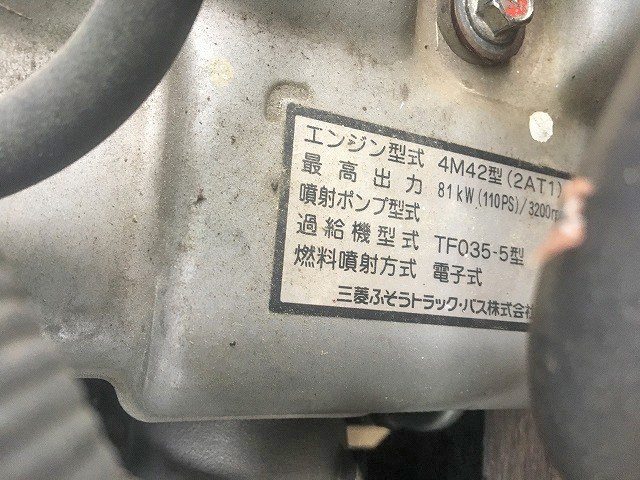 エンジン型式 4M42型(2AT1)
最高出力 81kW(110PS)/3200r
噴射ポンプ型式
過給機型式 TF035-5型
燃料噴射方式 電子式
三菱ふそうトラック・バス株式会